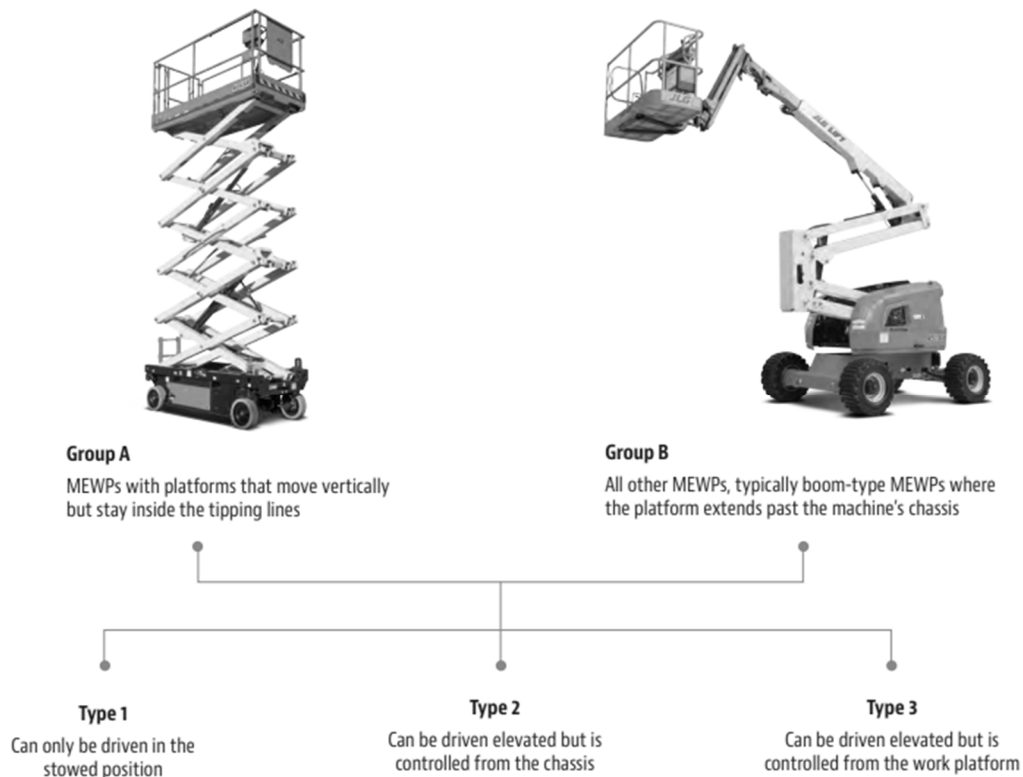 JLG
JLG LIFT
Group A
MEWPs with platforms that move vertically
but stay inside the tipping lines
Group B
All other MEWPs, typically boom-type MEWPs where
the platform extends past the machine's chassis
Type 1
Can only be driven in the
stowed position
Type 2
Can be driven elevated but is
controlled from the chassis
Type 3
Can be driven elevated but is
controlled from the work platform